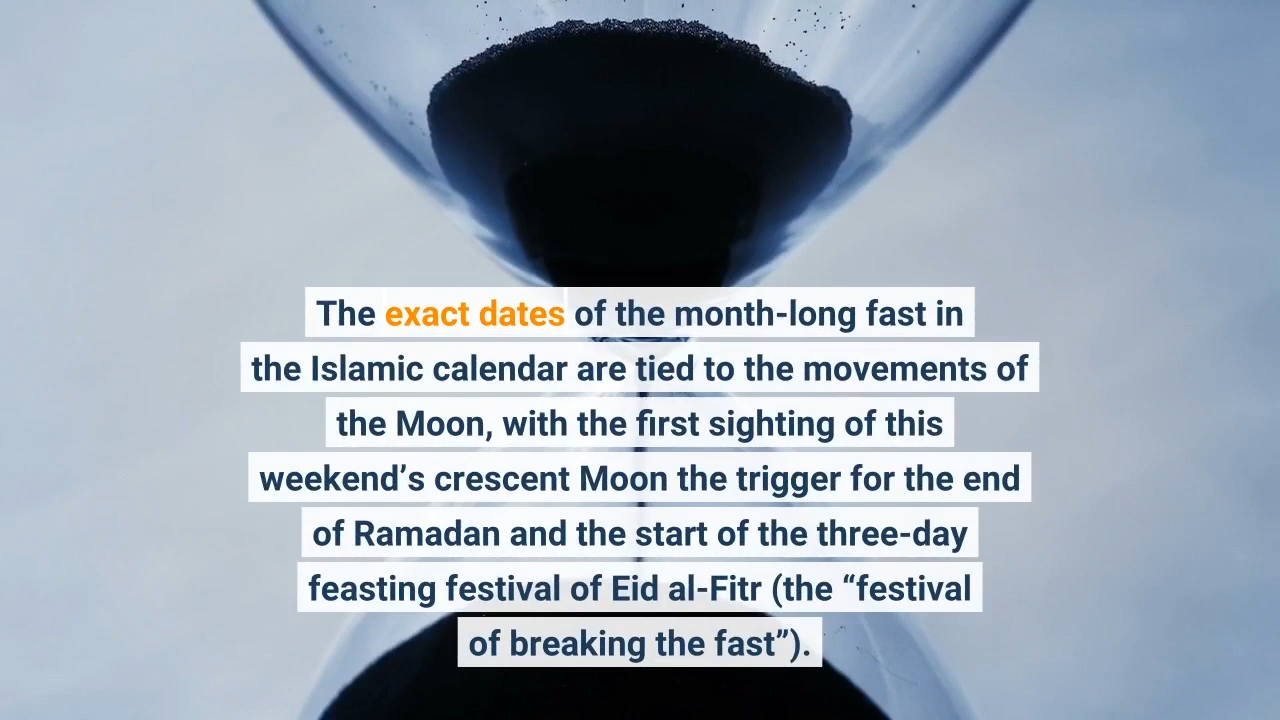 The exact dates of the month-long fast in
the Islamic calendar are tied to the movements of
the Moon, with the first sighting of this
weekend’s crescent Moon the trigger for the end
of Ramadan and the start of the three-day
feasting festival of Eid al-Fitr (the “festival
of breaking the fast”).